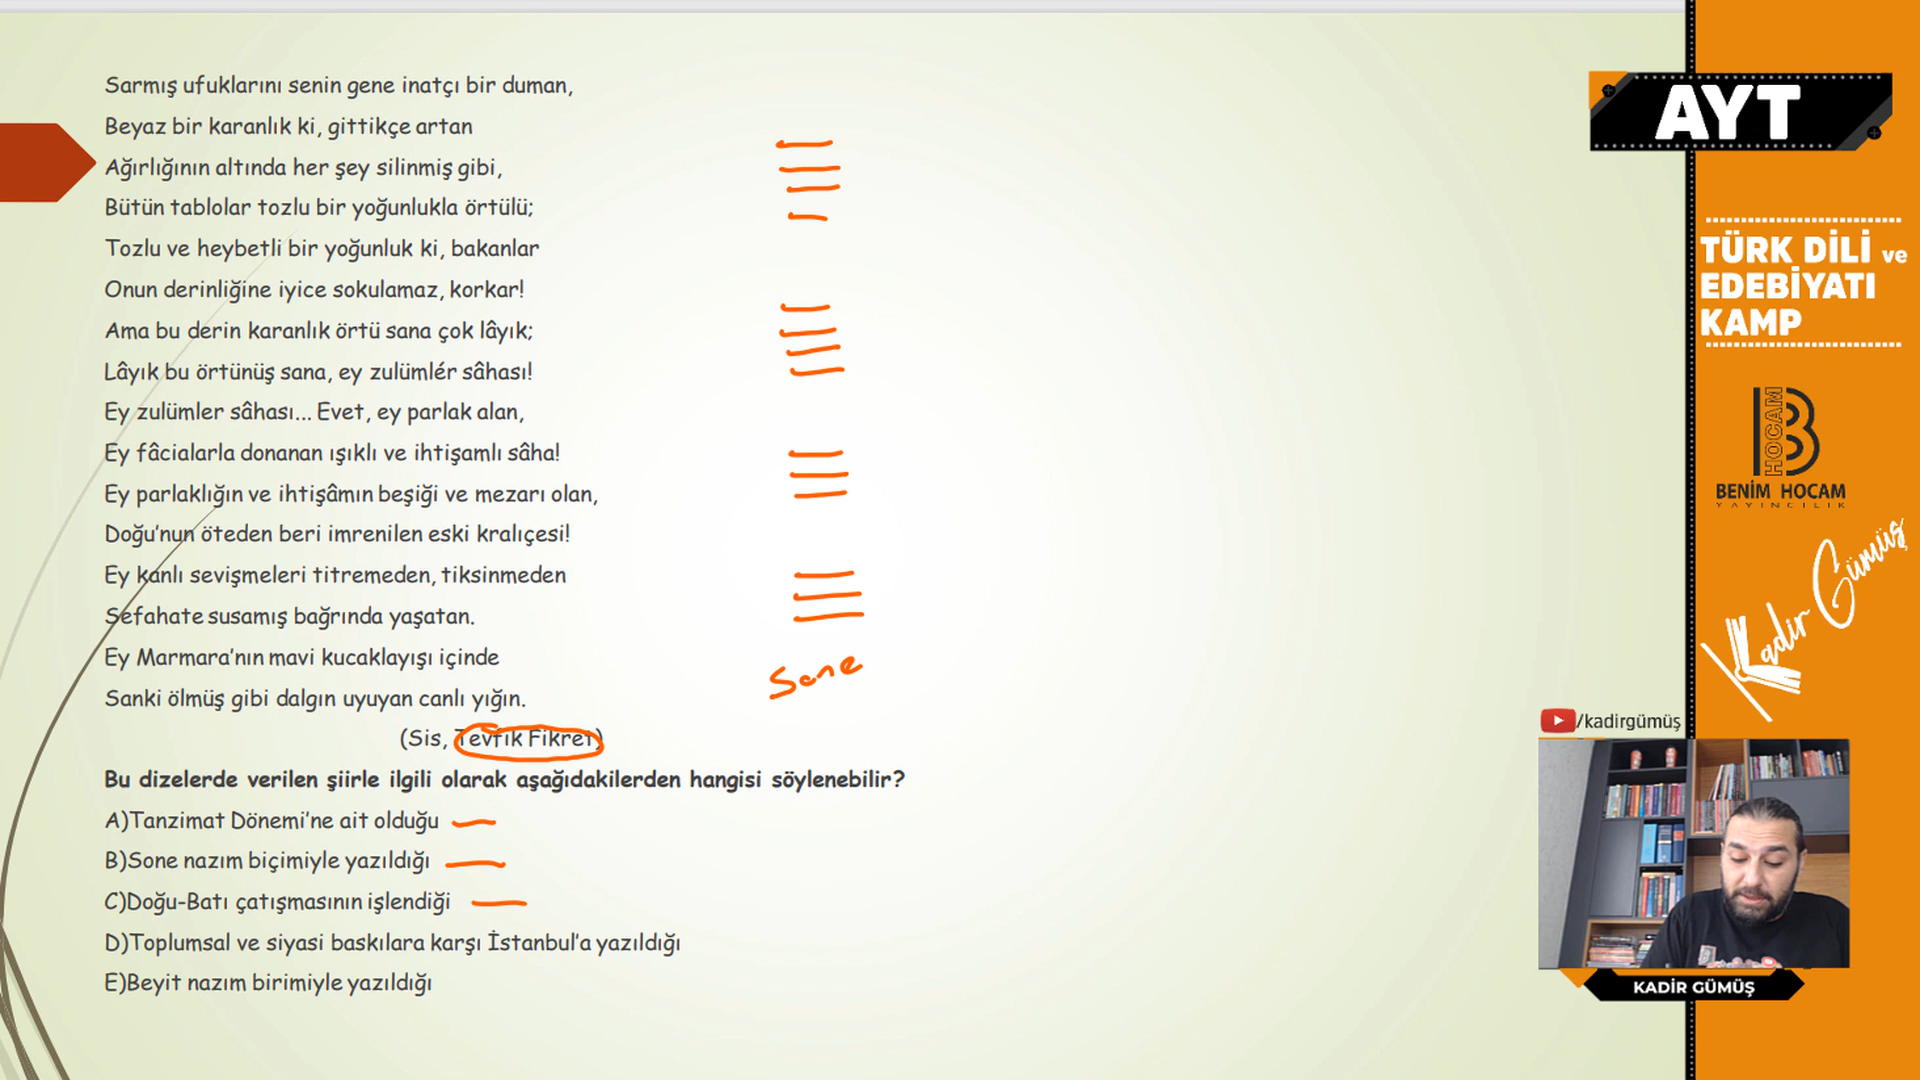 Sarmış ufuklarını senin gene inatçı bir duman,
Beyaz bir karanlık ki, gittikçe artan
Ağırlığının altında her şey silinmiş gibi,
Bütün tablolar tozlu bir yoğunlukla örtülü;
Tozlu ve heybetli bir yoğunluk ki, bakanlar
Onun derinliğine iyice sokulamaz, korkar!
Ama bu derin karanlık örtü sana çok lâyık;
Lâyık bu örtünüş sana, ey zulümlér sâhası!
Ey zulümler sâhası... Evet, ey parlak alan,
Ey fâcialarla donanan ışıklı ve ihtişamlı sâha!
Ey parlaklığın ve ihtişâmın beşiği ve mezarı olan,
Doğu'nun öteden beri imrenilen eski kralıçesi!
Ey kanlı sevişmeleri titremeden, tiksinmeden
Sefahate susamış bağrında yaşatan.
Ey Marmara'nın mavi kucaklayışı içinde
Sanki ölmüş gibi dalgın uyuyan canlı yığın.
(Sis, Tevfik Fikret)
Bu dizelerde verilen şiirle ilgili olarak aşağıdakilerden hangisi söylenebilir?
A)Tanzimat Dönemi'ne ait olduğu
B)Sone nazım biçimiyle yazıldığı
C)Doğu-Batı çatışmasının işlendiği
D)Toplumsal ve siyasi baskılara karşı İstanbul'a yazıldığı
E)Beyit nazım birimiyle yazıldığı
Sone
AYT
TÜRK DİLİ ve
EDEBİYATI
KAMP
HOCAM
BENİM HOCAM
YAYINCILIK
Kadir Gümüş
/kadirgümüş
KADİR GÜMÜŞ